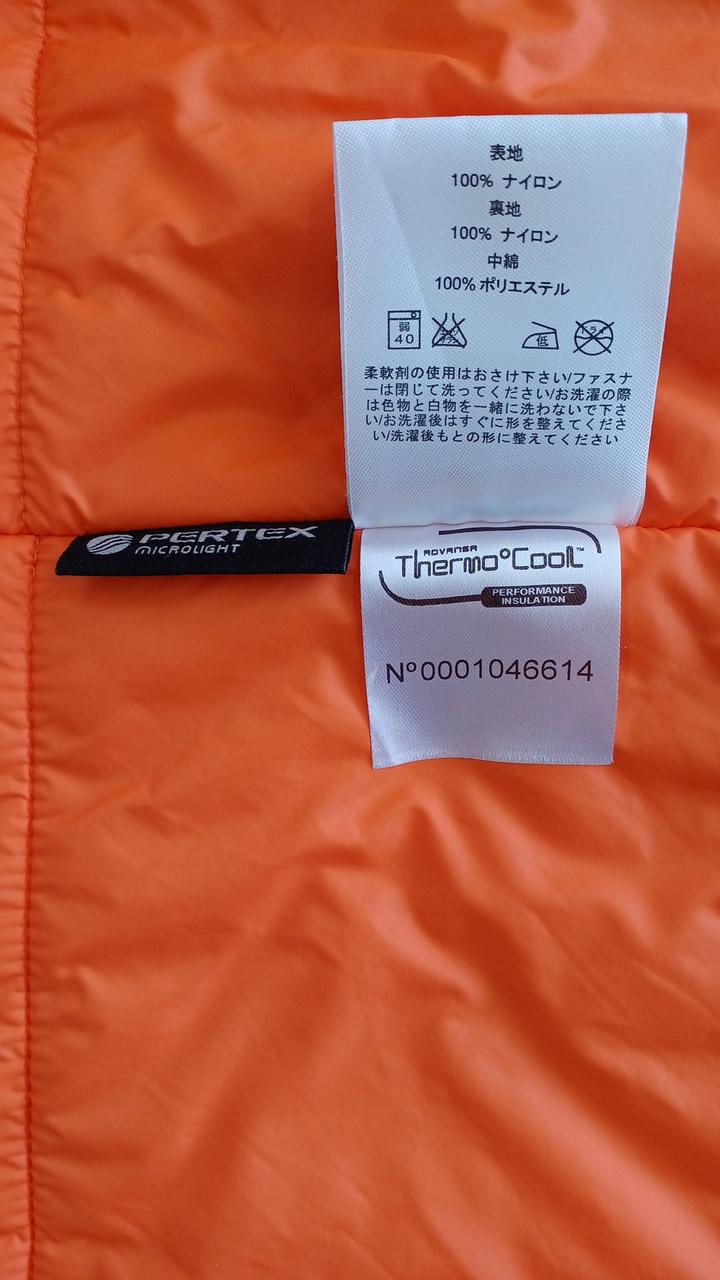 表地
100% ナイロン
裏地
100% ナイロン
中綿
100% ポリエステル
弱
40
低
柔軟剤の使用はおさけ下さい/ファスナ
ーは閉じて洗ってください/お洗濯の際
は色物と白物を一緒に洗わないで下さ
い/お洗濯後はすぐに形を整えてくださ
い/洗濯後もとの形に整えてください
PERTEX
MICROLIGHT
ADVANSA
Thermo°Cool™
PERFORMANCE
INSULATION
Nº0001046614